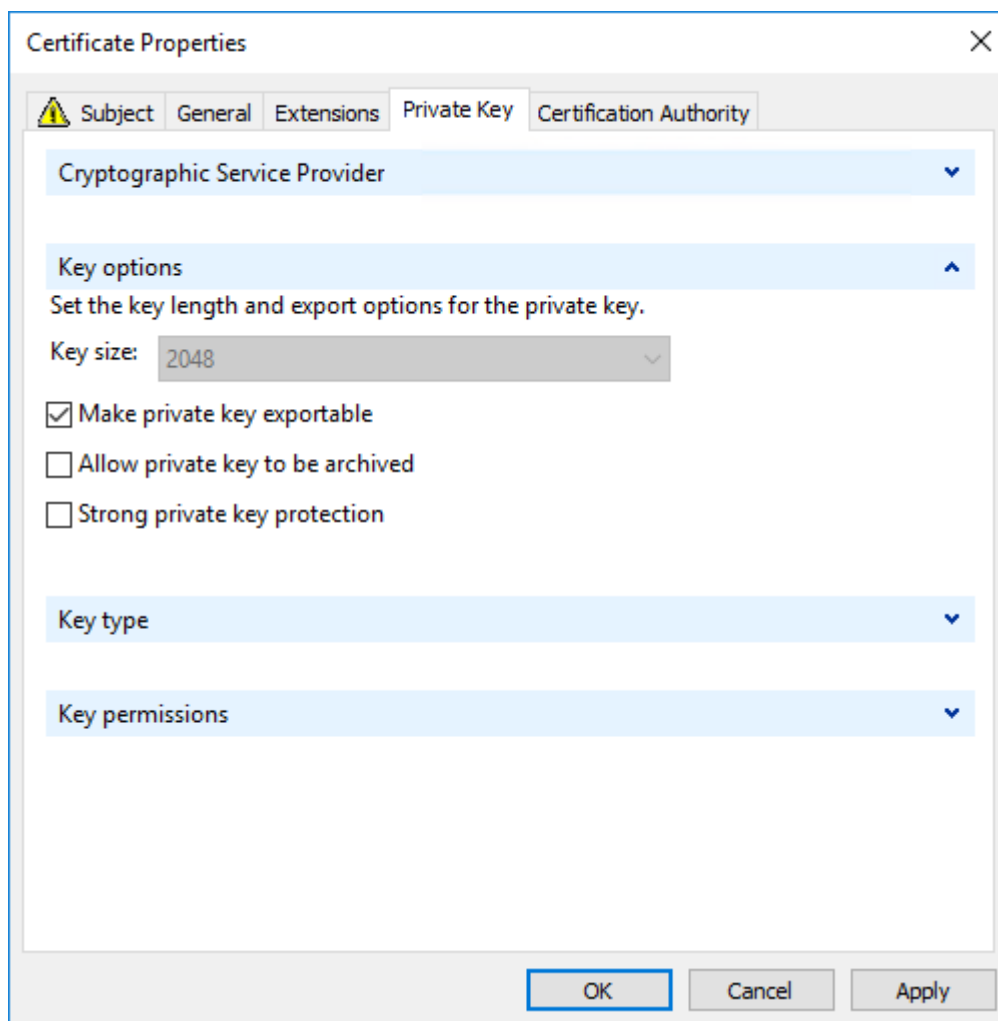 Certificate Properties
Subject General Extensions Private Key Certification Authority
Cryptographic Service Provider
Key options
Set the key length and export options for the private key.
Key size: 2048
Make private key exportable
Allow private key to be archived
Strong private key protection
Key type
Key permissions
OK Cancel Apply